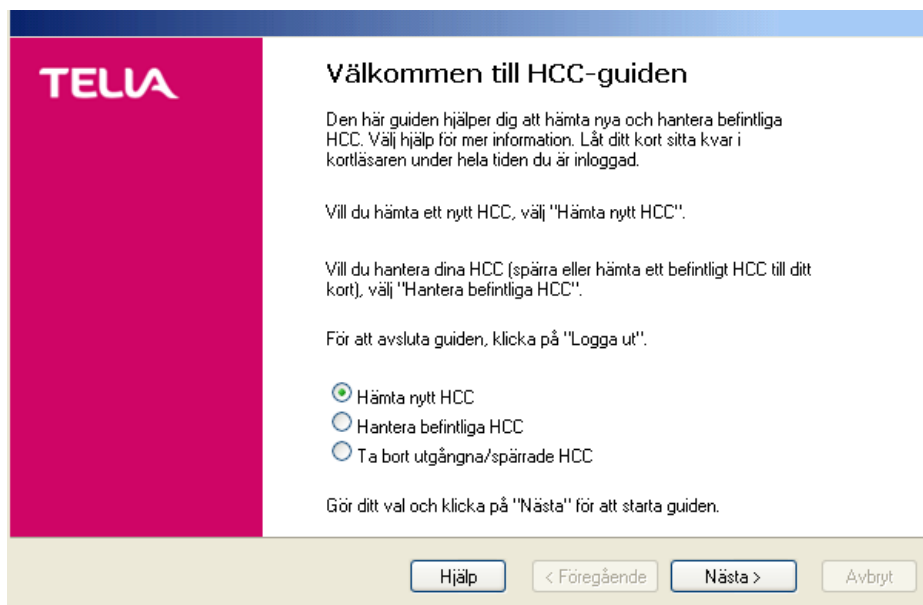 TELIA
Välkommen till HCC-guiden
Den här guiden hjälper dig att hämta nya och hantera befintliga
HCC. Välj hjälp för mer information. Låt ditt kort sitta kvar i
kortläsaren under hela tiden du är inloggad.
Vill du hämta ett nytt HCC, välj "Hämta nytt HCC".
Vill du hantera dina HCC (spärra eller hämta ett befintligt HCC till ditt
kort), välj "Hantera befintliga HCC".
För att avsluta guiden, klicka på "Logga ut".
Hämta nytt HCC
Hantera befintliga HCC
Ta bort utgångna/spärrade HCC
Gör ditt val och klicka på "Nästa" för att starta guiden.
Hjälp < Föregående Nästa > Avbryt